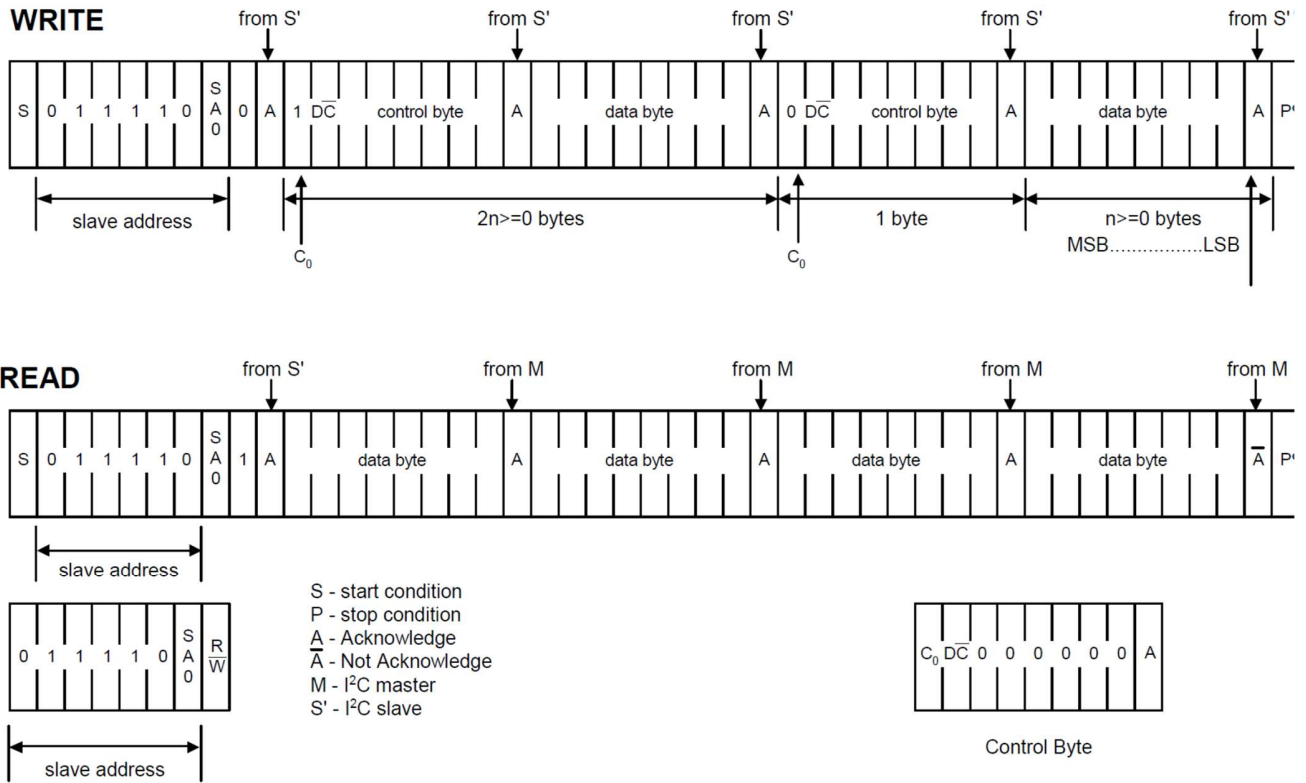 WRITE
from S' from S' from S' from S' from S'
S 0 1 1 1 1 0 SA0 0 A 1 DC̅ control byte A data byte A 0 DC̅ control byte A data byte A P'
slave address 2n>=0 bytes 1 byte n>=0 bytes
MSB.................LSB
C₀ C₀
READ
from S' from M from M from M from M
S 0 1 1 1 1 0 SA0 1 A data byte A data byte A data byte A data byte A̅ P'
slave address
0 1 1 1 1 0 SA0 R/W̅
slave address
S - start condition
P - stop condition
A - Acknowledge
A̅ - Not Acknowledge
M - I²C master
S' - I²C slave
C₀ DC̅ 0 0 0 0 0 0 A
Control Byte